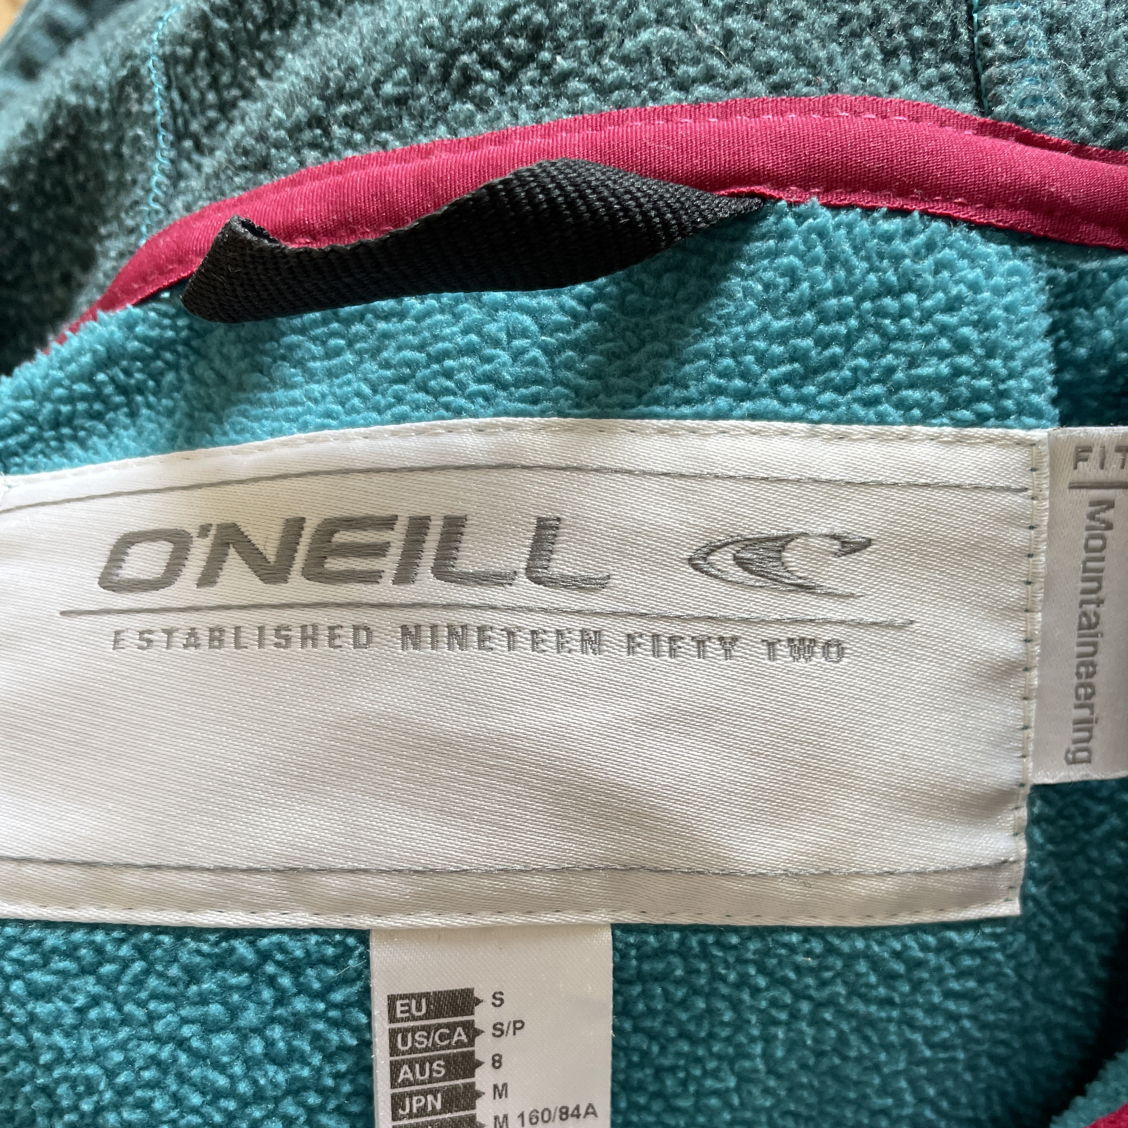 O'NEILL
ESTABLISHED NINETEEN FIFTY TWO
FIT
Mountaineering
EU S
US/CA S/P
AUS 8
JPN M
M 160/84A